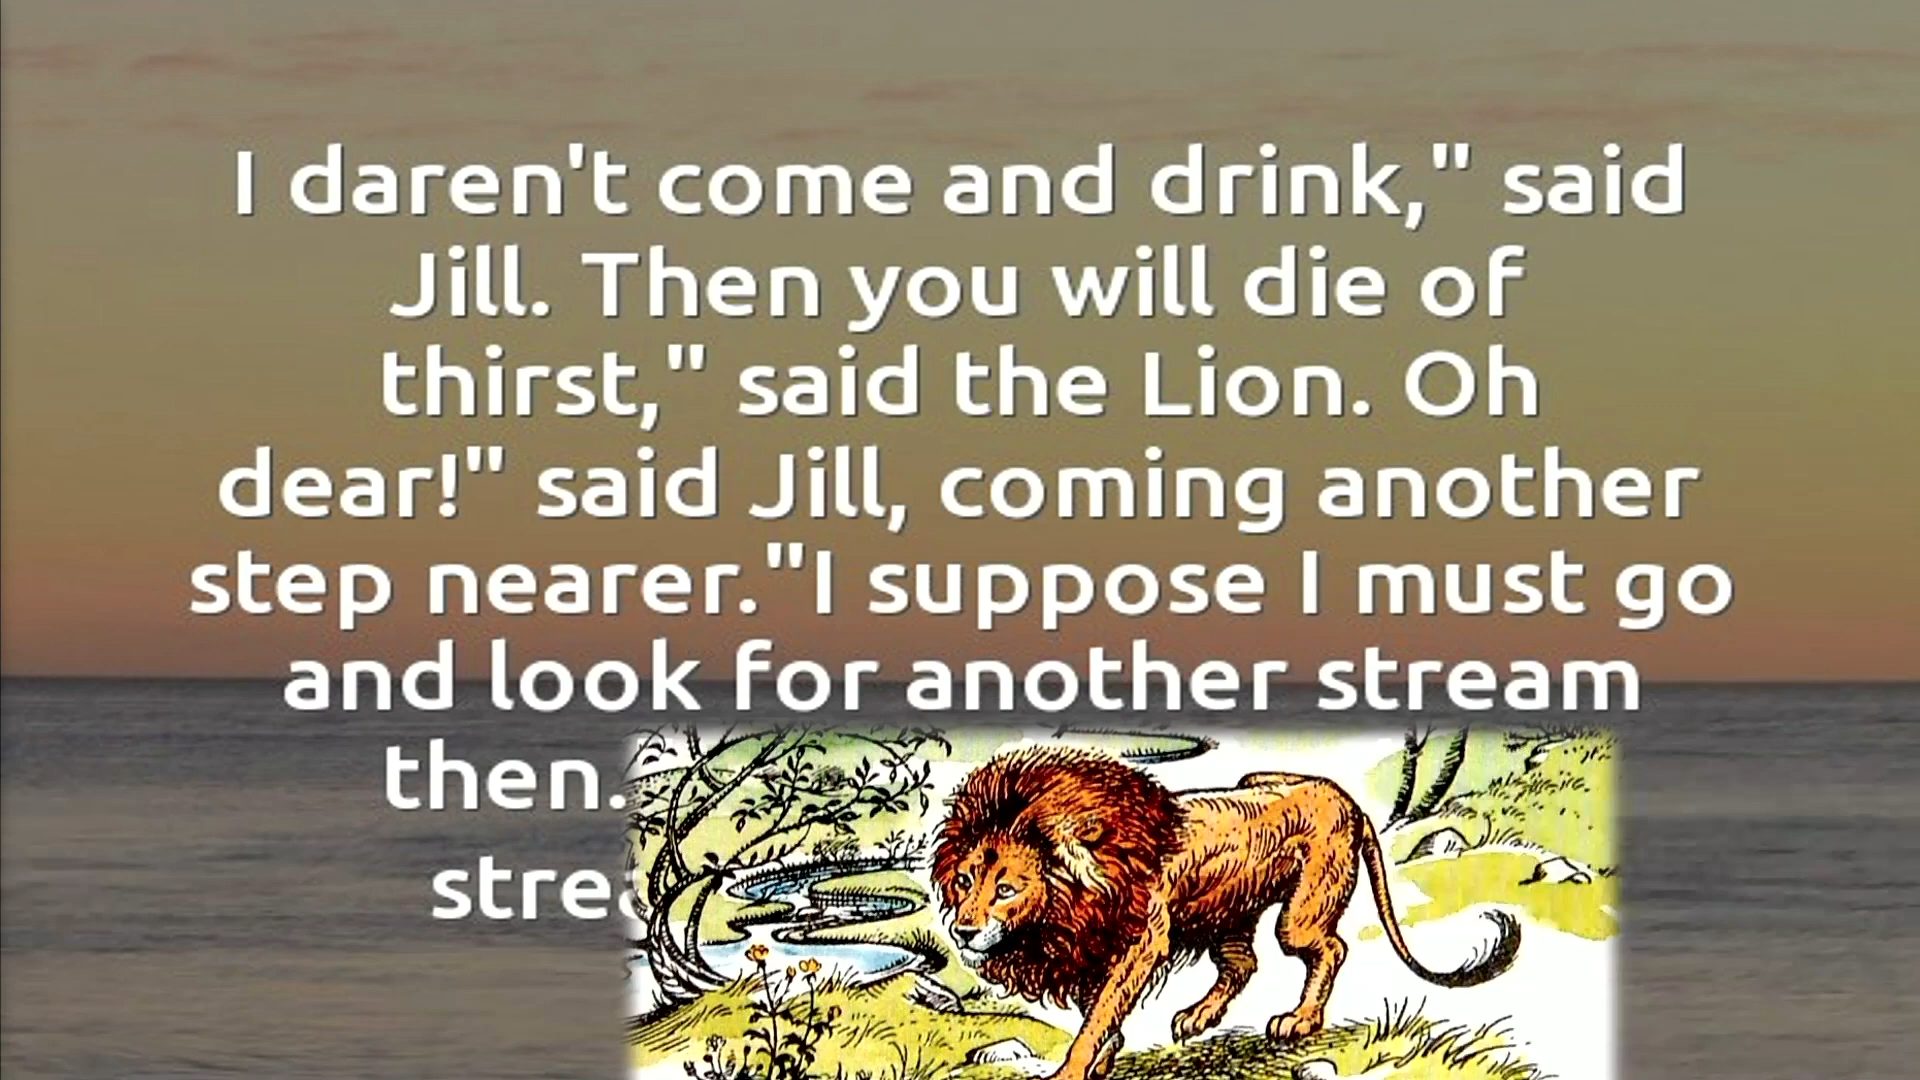 I daren't come and drink," said
Jill. Then you will die of
thirst," said the Lion. Oh
dear!" said Jill, coming another
step nearer."I suppose I must go
and look for another stream
then.